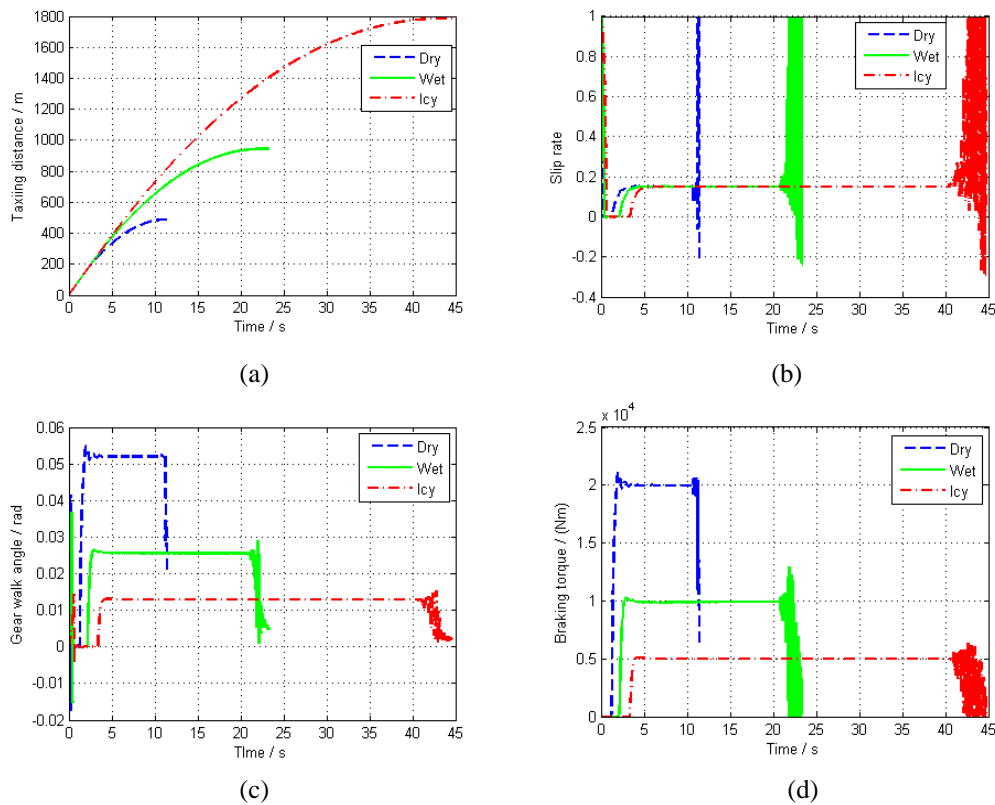 1800
1600
1400
1200
1000
800
600
400
200
0
Taxiing distance / m
Dry
Wet
Icy
0 5 10 15 20 25 30 35 40 45
Time / s
(a)
1
0.8
0.6
0.4
0.2
0
-0.2
-0.4
Slip rate
Dry
Wet
Icy
0 5 10 15 20 25 30 35 40 45
Time / s
(b)
0.06
0.05
0.04
0.03
0.02
0.01
0
-0.01
-0.02
Gear walk angle / rad
Dry
Wet
Icy
0 5 10 15 20 25 30 35 40 45
TIme / s
(c)
x 10^4
2.5
2.0
1.5
1.0
0.5
0
Braking torque / (Nm)
Dry
Wet
Icy
0 5 10 15 20 25 30 35 40 45
Time / s
(d)